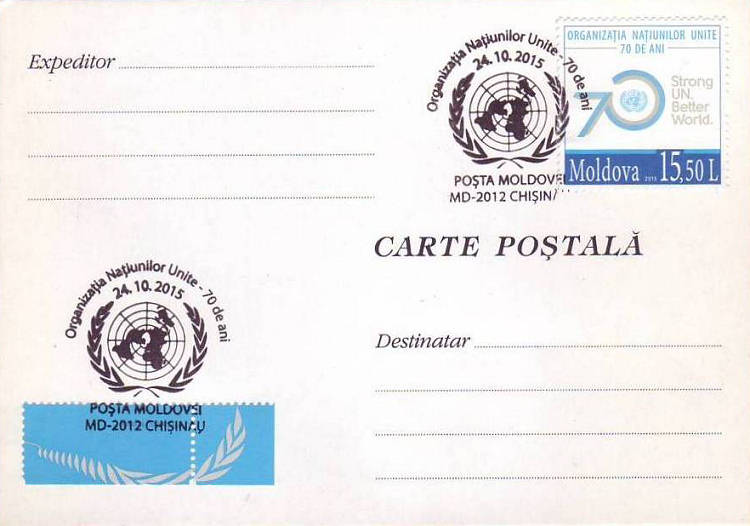 Expeditor
Organizația Națiunilor Unite - 70 de ani
24. 10. 2015
POȘTA MOLDOVEI
MD-2012 CHIȘINĂU
ORGANIZAȚIA NAȚIUNILOR UNITE
70 DE ANI
70
Strong
UN.
Better
World.
Moldova 2015 15,50 L
CARTE POȘTALĂ
Organizația Națiunilor Unite - 70 de ani
24. 10. 2015
POȘTA MOLDOVEI
MD-2012 CHIȘINĂU
Destinatar